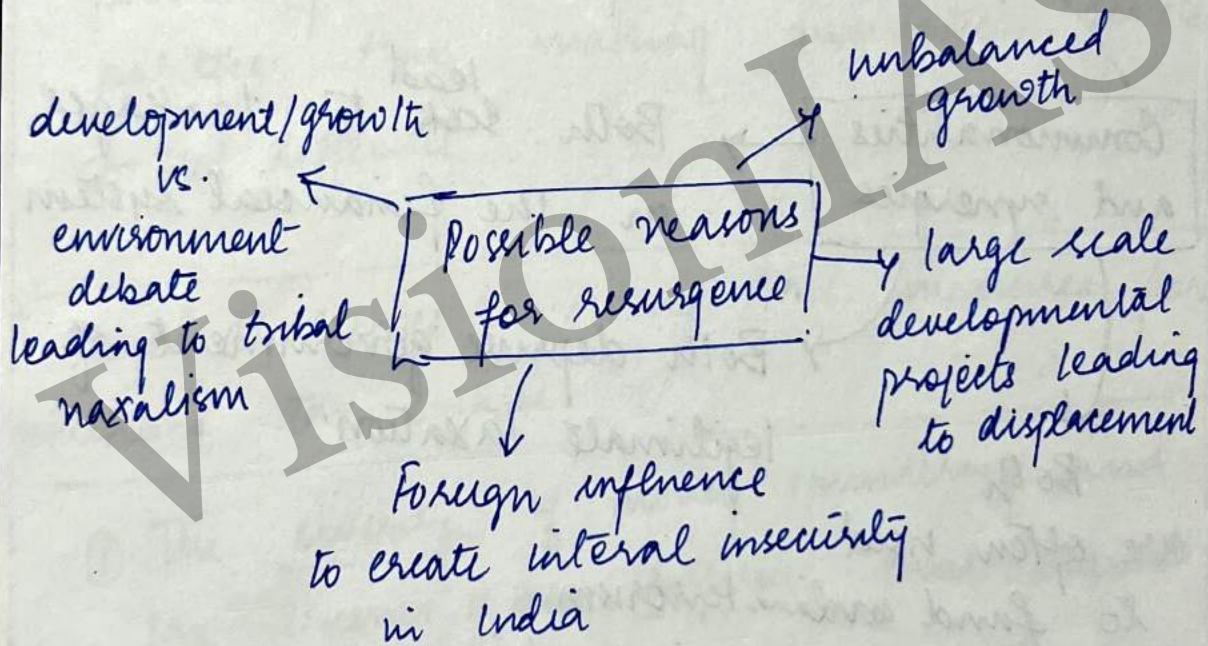 unbalanced
growth
development/growth
vs.
environment
debate
leading to tribal
naxalism
Possible reasons
for resurgence
large scale
developmental
projects leading
to displacement
Foreign influence
to create interal insecurity
in India
VisionIAS